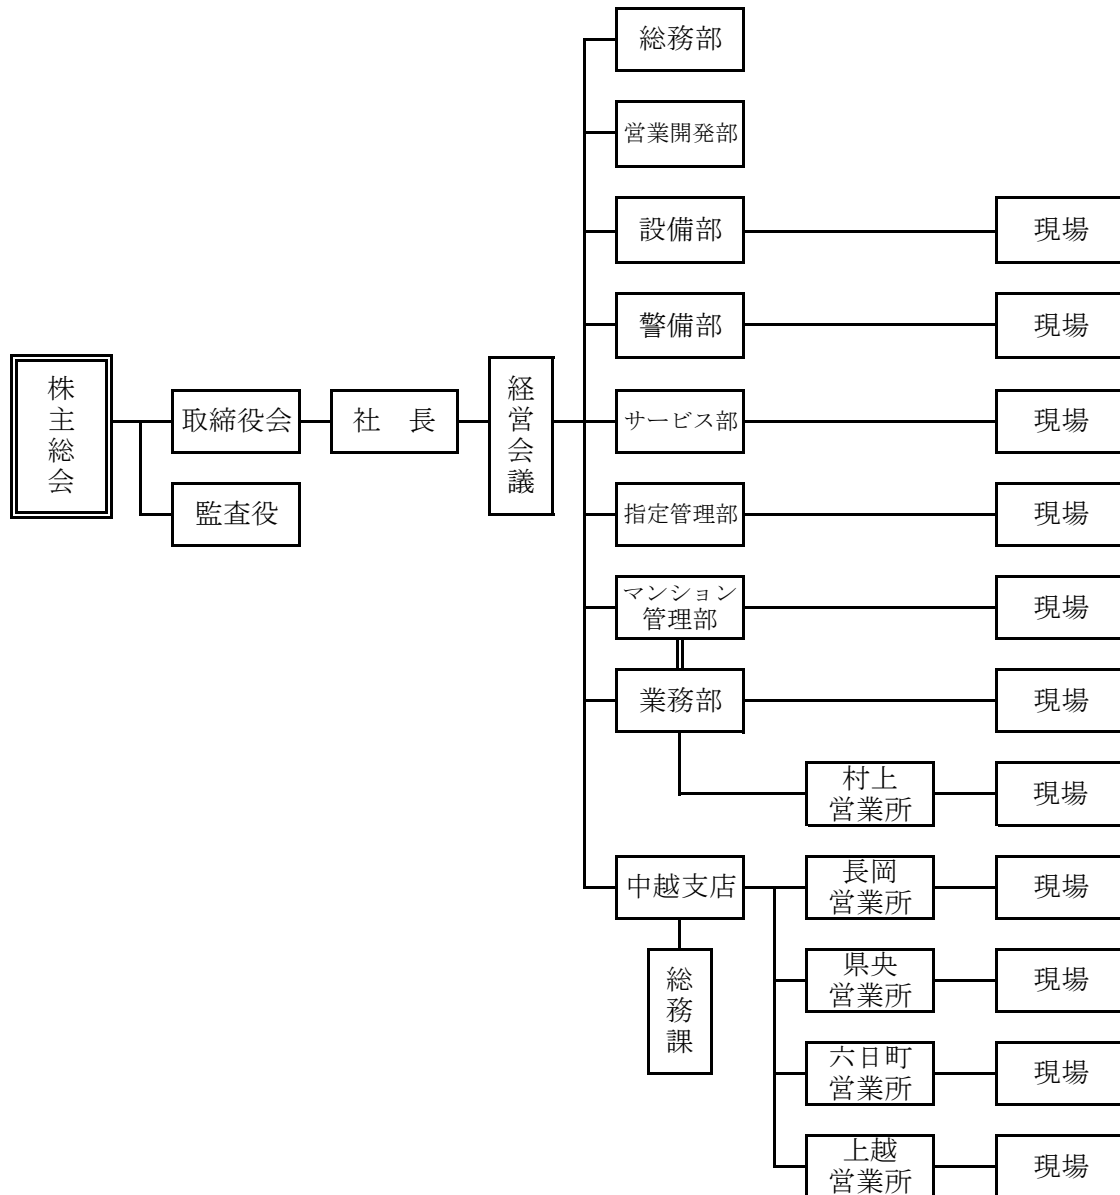 総務部
営業開発部
設備部
現場
警備部
現場
株主総会
取締役会
社　長
経営会議
サービス部
現場
監査役
指定管理部
現場
マンション
管理部
現場
業務部
現場
村上
営業所
現場
中越支店
長岡
営業所
現場
総務課
県央
営業所
現場
六日町
営業所
現場
上越
営業所
現場